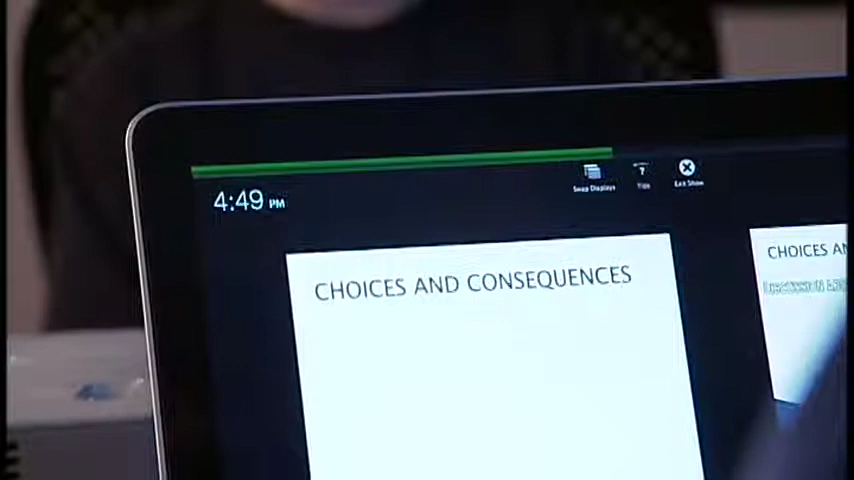 4:49 PM
Swap Displays
Tips
Exit Show
CHOICES AND CONSEQUENCES
CHOICES AN